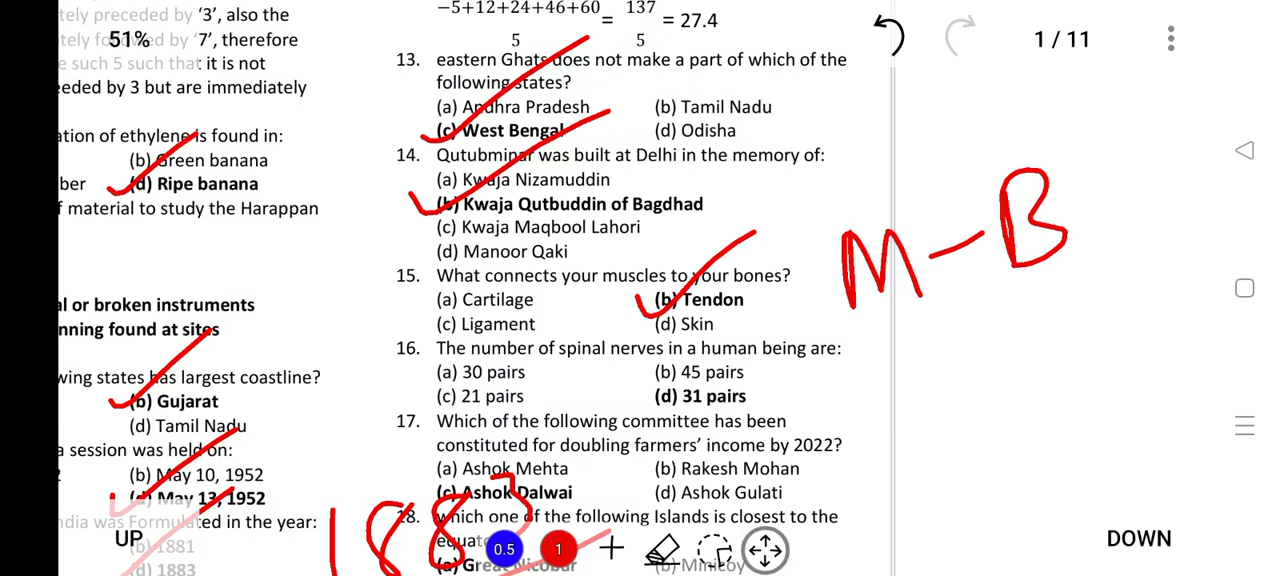 tely preceded by '3', also the
tely followed by '7', therefore
e such 5 such that it is not
eded by 3 but are immediately
ation of ethylene is found in:
(b) Green banana
ber (d) Ripe banana
f material to study the Harappan
al or broken instruments
nning found at sites
wing states has largest coastline?
(b) Gujarat
(d) Tamil Nadu
a session was held on:
(b) May 10, 1952
(d) May 13, 1952
ndia was Formulated in the year:
(b) 1881
(d) 1883
51%
UP
−5+12+24+46+60 / 5 = 137 / 5 = 27.4
13. eastern Ghats does not make a part of which of the
following states?
(a) Andhra Pradesh (b) Tamil Nadu
(c) West Bengal (d) Odisha
14. Qutubminar was built at Delhi in the memory of:
(a) Kwaja Nizamuddin
(b) Kwaja Qutbuddin of Bagdhad
(c) Kwaja Maqbool Lahori
(d) Manoor Qaki
15. What connects your muscles to your bones?
(a) Cartilage (b) Tendon
(c) Ligament (d) Skin
16. The number of spinal nerves in a human being are:
(a) 30 pairs (b) 45 pairs
(c) 21 pairs (d) 31 pairs
17. Which of the following committee has been
constituted for doubling farmers' income by 2022?
(a) Ashok Mehta (b) Rakesh Mohan
(c) Ashok Dalwai (d) Ashok Gulati
18. Which one of the following Islands is closest to the
equat
(a) Great Nicobar (b) Minicoy
1883
0.5 1
M-B
1 / 11
DOWN